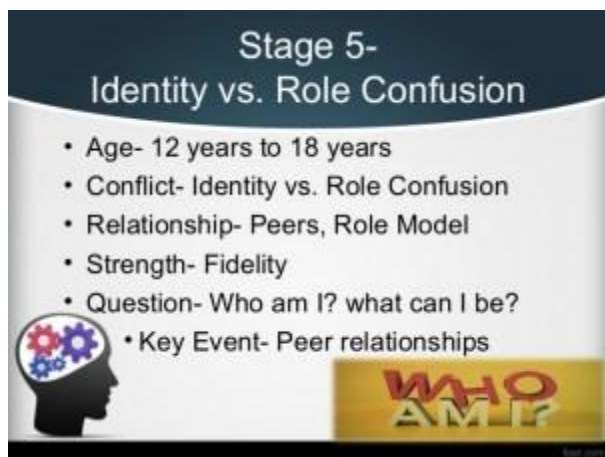 Stage 5-
Identity vs. Role Confusion
• Age- 12 years to 18 years
• Conflict- Identity vs. Role Confusion
• Relationship- Peers, Role Model
• Strength- Fidelity
• Question- Who am I? what can I be?
• Key Event- Peer relationships
WHO
AM I?